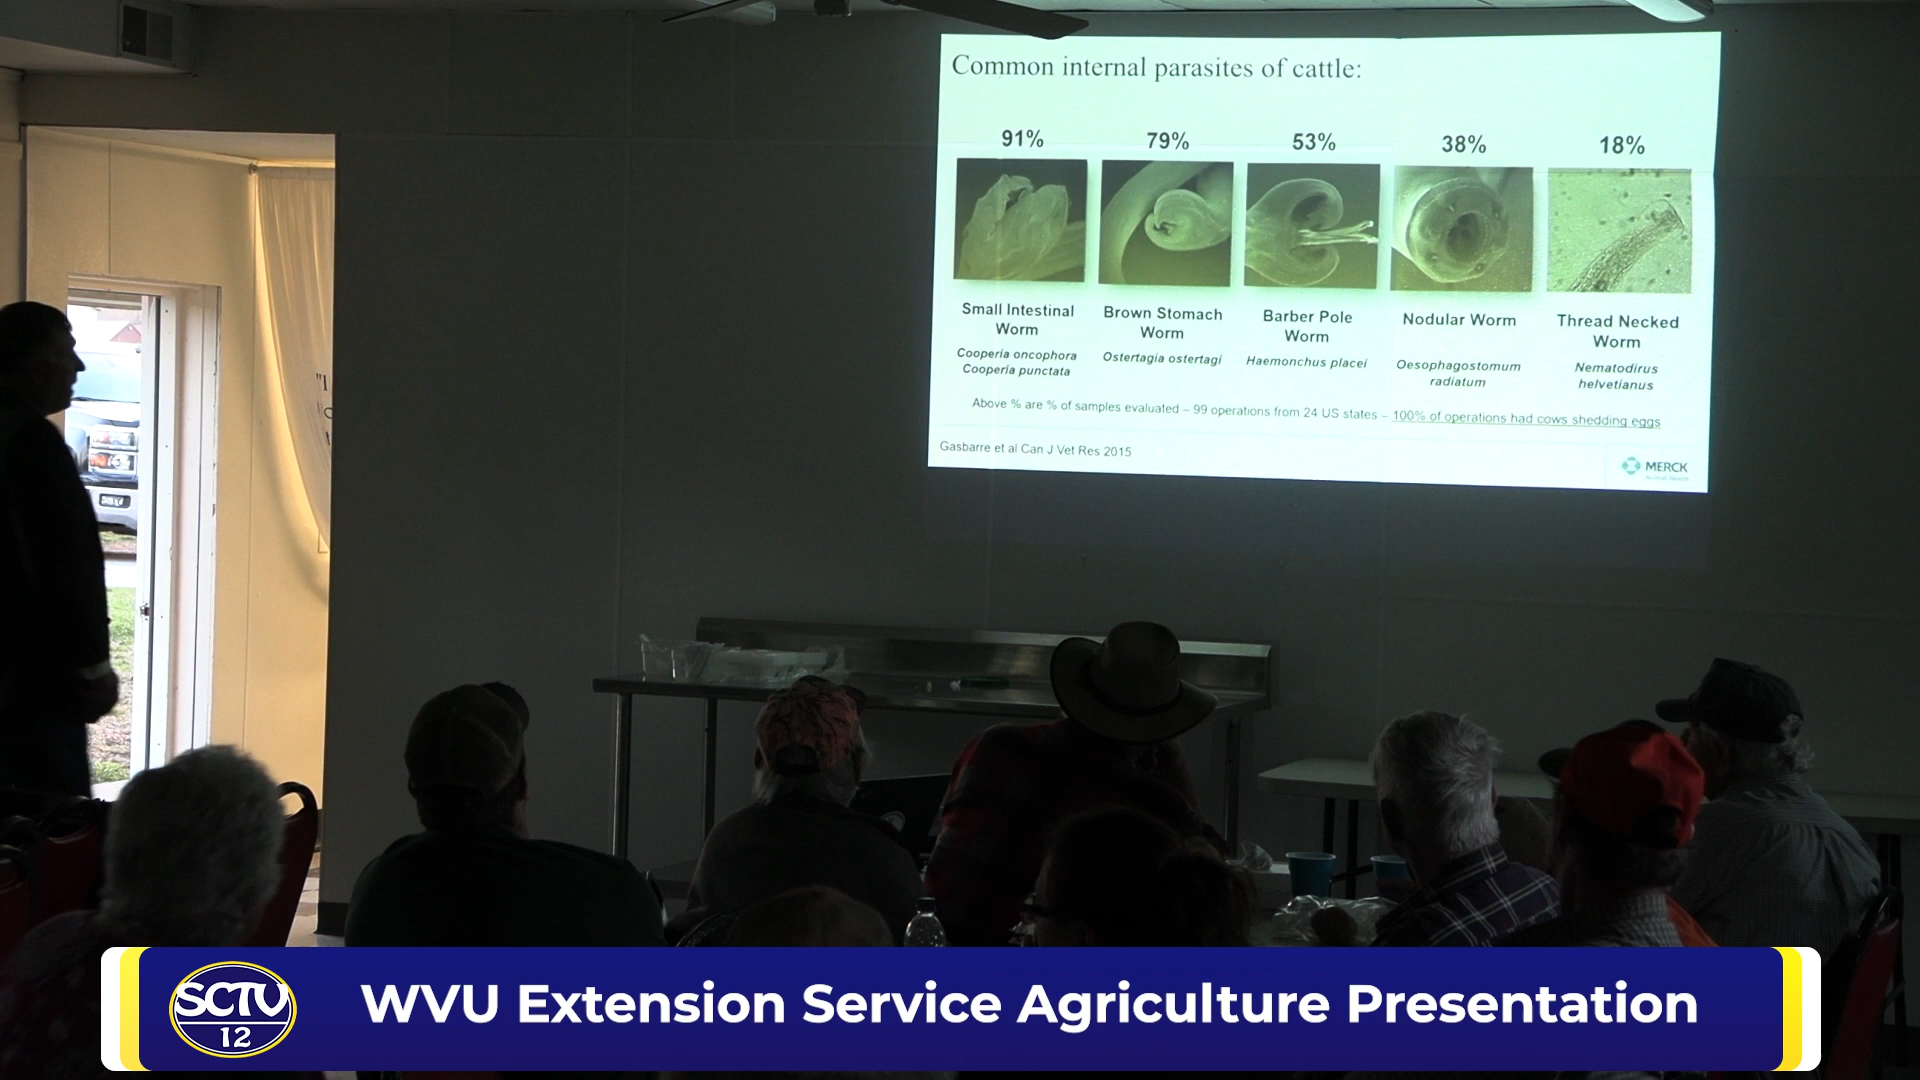 Common internal parasites of cattle:
91%
79%
53%
38%
18%
Small Intestinal
Worm
Cooperia oncophora
Cooperia punctata
Brown Stomach
Worm
Ostertagia ostertagi
Barber Pole
Worm
Haemonchus placei
Nodular Worm
Oesophagostomum
radiatum
Thread Necked
Worm
Nematodirus
helvetianus
Above % are % of samples evaluated – 99 operations from 24 US states – 100% of operations had cows shedding eggs
Gasbarre et al Can J Vet Res 2015
MERCK
Animal Health
"I
SCTV
12
WVU Extension Service Agriculture Presentation